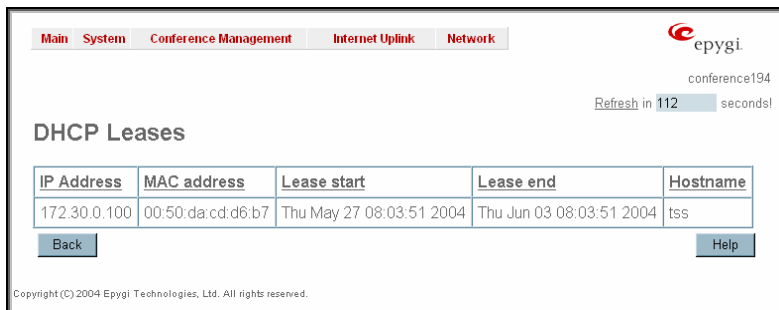 Main System Conference Management Internet Uplink Network
epygi.
conference194
Refresh in 112 seconds!
DHCP Leases
IP Address MAC address Lease start Lease end Hostname
172.30.0.100 00:50:da:cd:d6:b7 Thu May 27 08:03:51 2004 Thu Jun 03 08:03:51 2004 tss
Back Help
Copyright (C) 2004 Epygi Technologies, Ltd. All rights reserved.